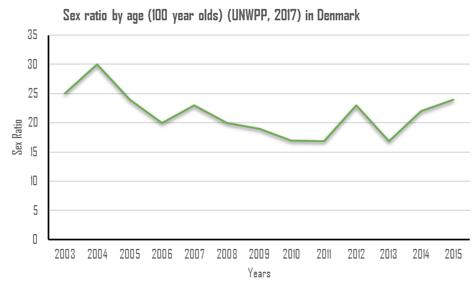 Sex ratio by age (100 year olds) (UNWPP, 2017) in Denmark
35
30
25
20
15
10
5
0
Sex Ratio
2003 2004 2005 2006 2007 2008 2009 2010 2011 2012 2013 2014 2015
Years